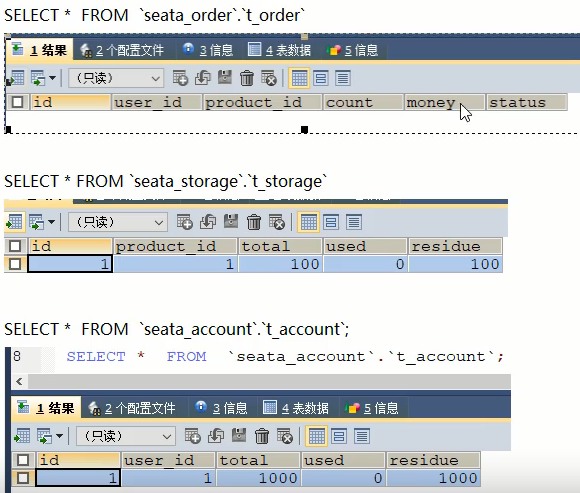 SELECT * FROM `seata_order`.`t_order`
1 结果 2 个配置文件 3 信息 4 表数据 5 信息
(只读)
id user_id product_id count money status
SELECT * FROM `seata_storage`.`t_storage`
(只读)
id product_id total used residue
1 1 100 0 100
SELECT * FROM `seata_account`.`t_account`;
8 SELECT * FROM `seata_account`.`t_account`;
1 结果 2 个配置文件 3 信息 4 表数据 5 信息
(只读)
id user_id total used residue
1 1 1000 0 1000